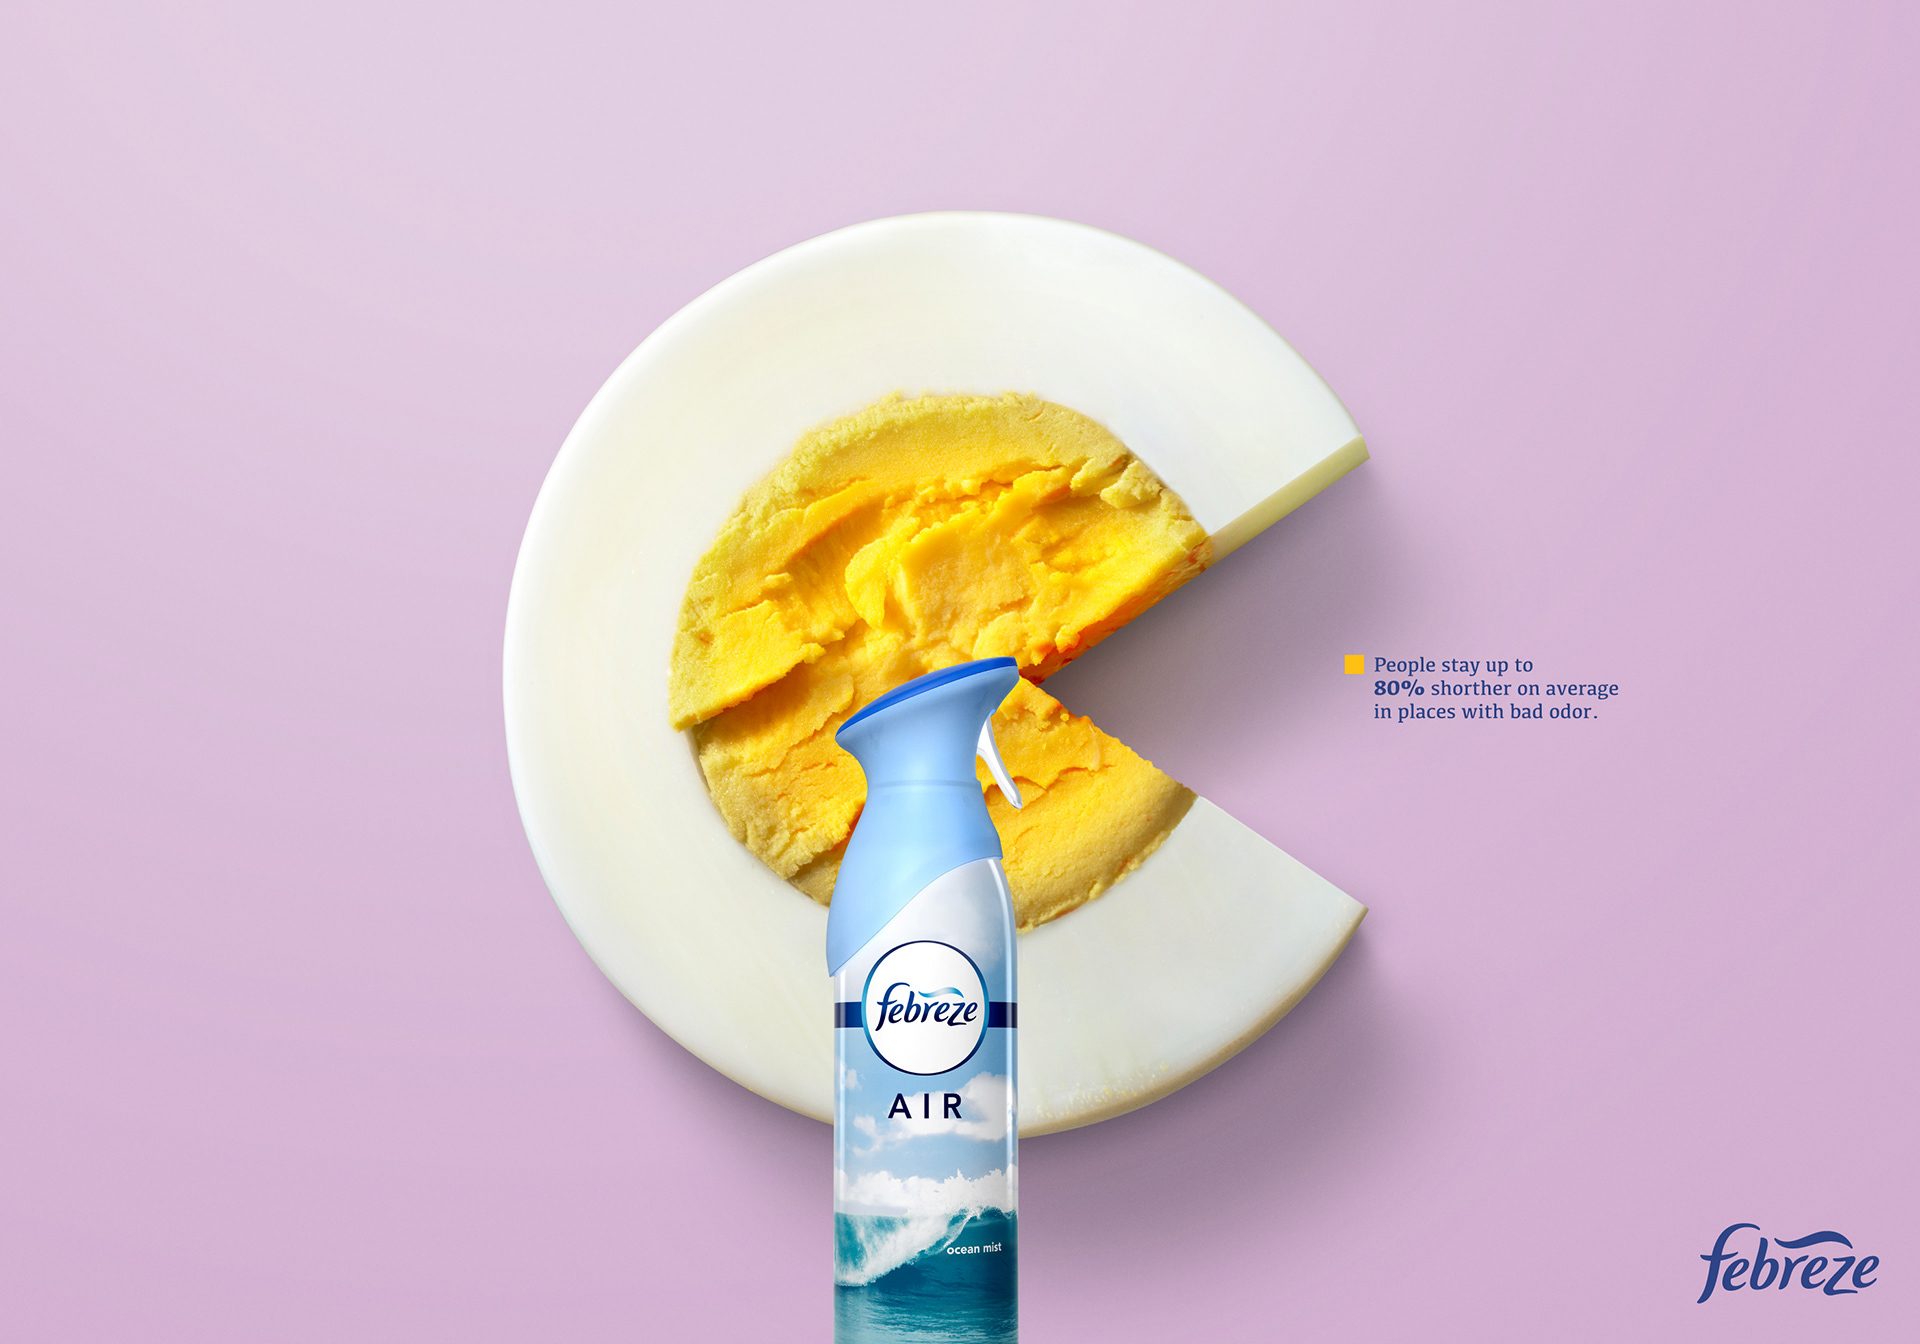 People stay up to
80% shorther on average
in places with bad odor.
febreze
AIR
ocean mist
febreze